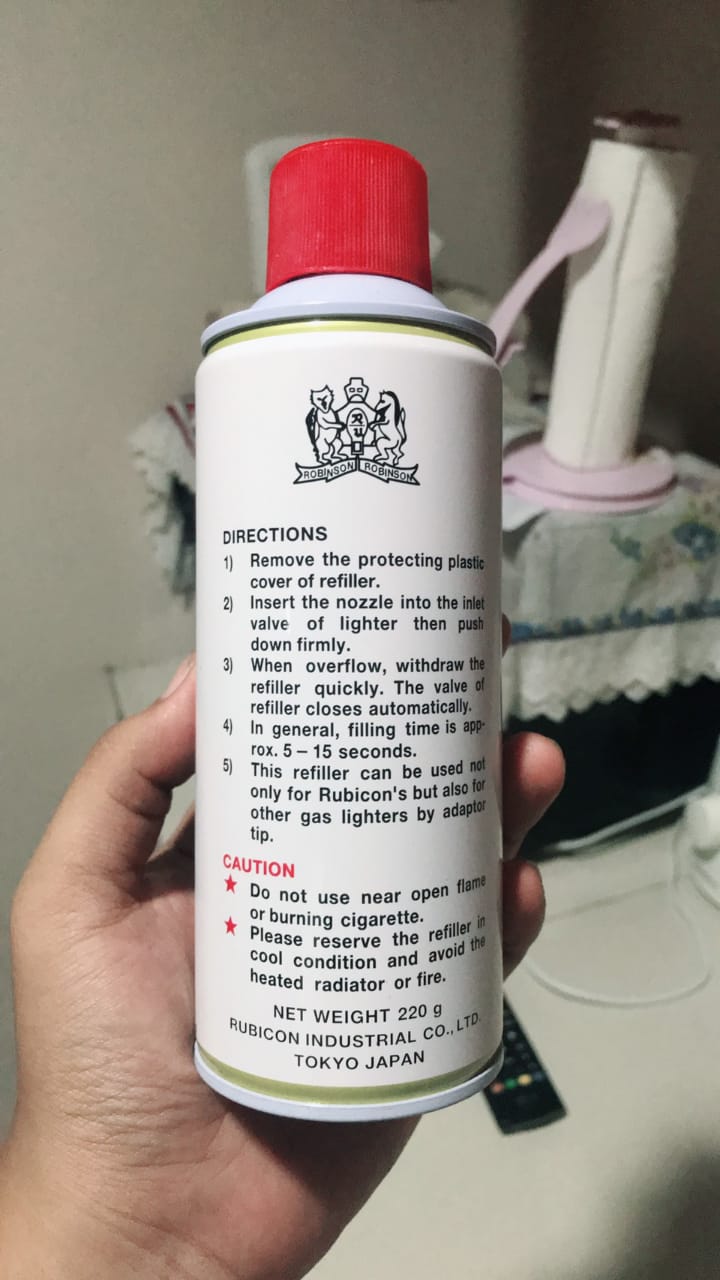 ROBINSON ROBINSON
DIRECTIONS
1) Remove the protecting plastic
cover of refiller.
2) Insert the nozzle into the inlet
valve of lighter then push
down firmly.
3) When overflow, withdraw the
refiller quickly. The valve of
refiller closes automatically.
4) In general, filling time is app-
rox. 5 – 15 seconds.
5) This refiller can be used not
only for Rubicon's but also for
other gas lighters by adaptor
tip.
CAUTION
★ Do not use near open flame
or burning cigarette.
★ Please reserve the refiller in
cool condition and avoid the
heated radiator or fire.
NET WEIGHT 220 g
RUBICON INDUSTRIAL CO., LTD.
TOKYO JAPAN